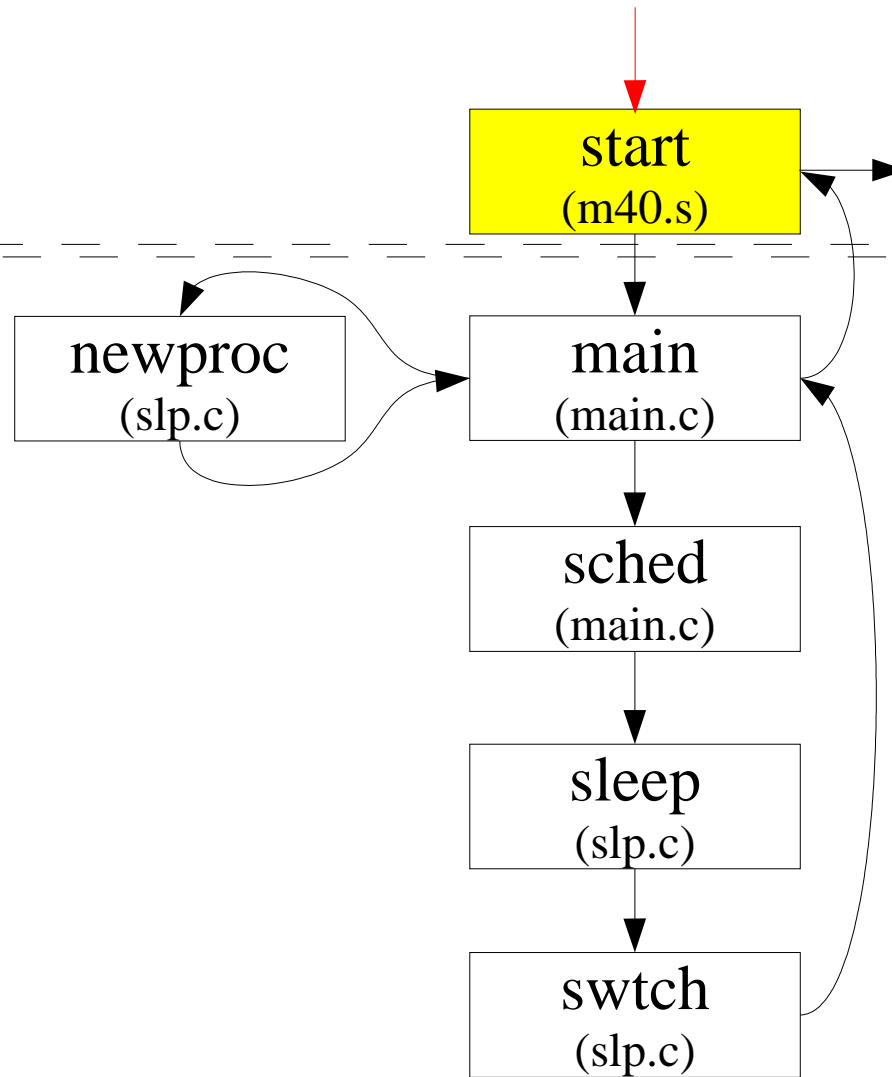 start
(m40.s)
newproc
(slp.c)
main
(main.c)
sched
(main.c)
sleep
(slp.c)
swtch
(slp.c)